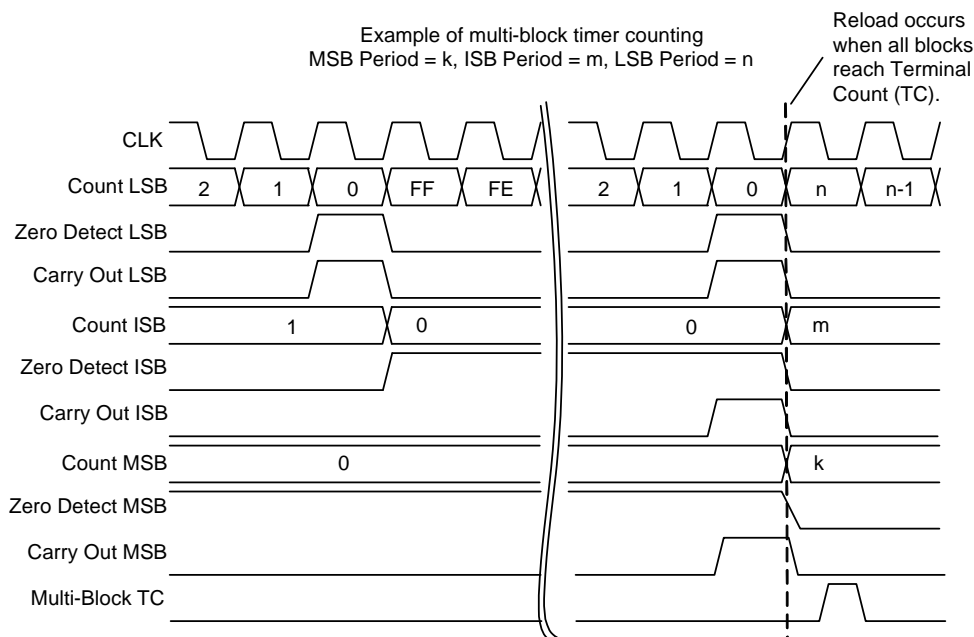 Example of multi-block timer counting
MSB Period = k, ISB Period = m, LSB Period = n
Reload occurs
when all blocks
reach Terminal
Count (TC).
CLK
Count LSB 2 1 0 FF FE 2 1 0 n n-1
Zero Detect LSB
Carry Out LSB
Count ISB 1 0 0 m
Zero Detect ISB
Carry Out ISB
Count MSB 0 k
Zero Detect MSB
Carry Out MSB
Multi-Block TC